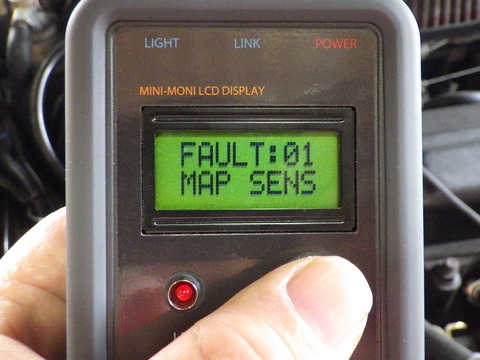 LIGHT LINK POWER
MINI-MONI LCD DISPLAY
FAULT:01
MAP SENS